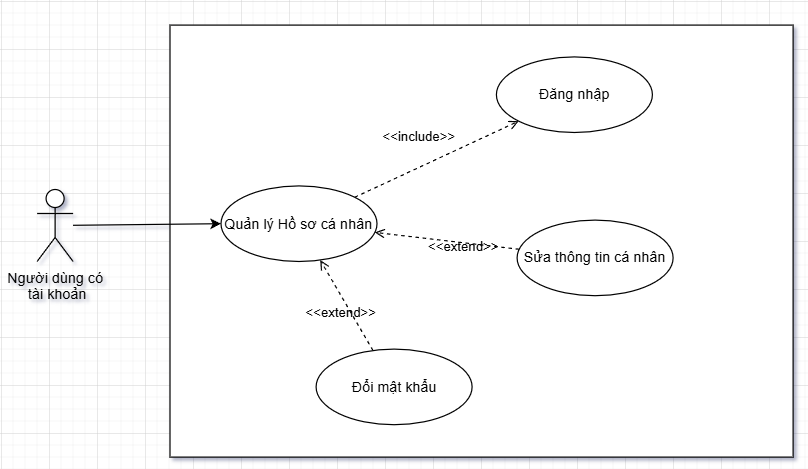 Đăng nhập
<<include>>
Quản lý Hồ sơ cá nhân
<<extend>>
Sửa thông tin cá nhân
Người dùng có
tài khoản
<<extend>>
Đổi mật khẩu